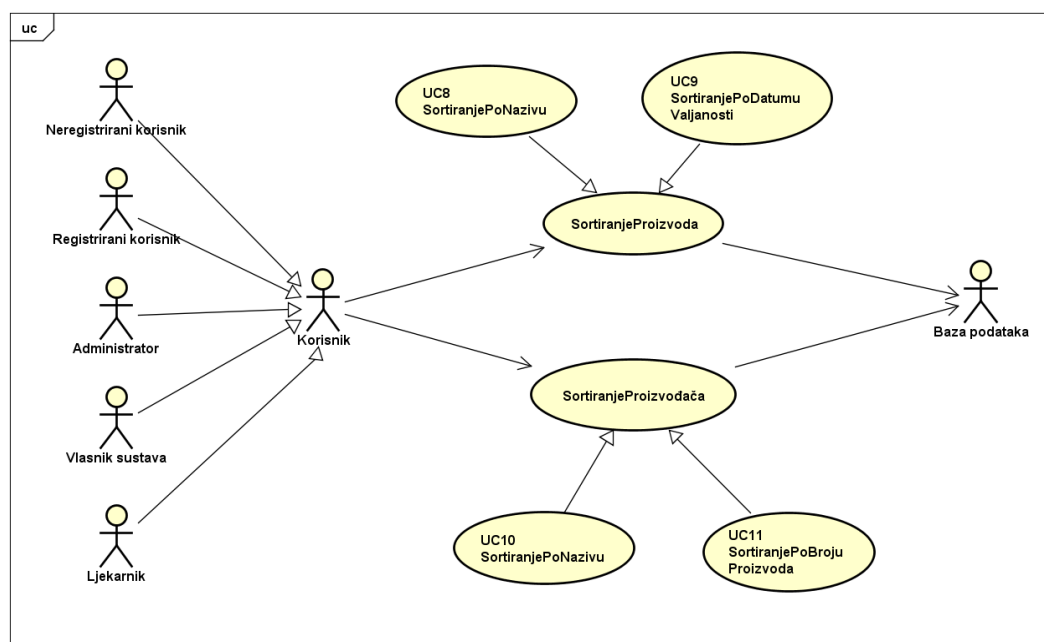 uc
Neregistrirani korisnik
Registrirani korisnik
Administrator
Vlasnik sustava
Ljekarnik
Korisnik
UC8
SortiranjePoNazivu
UC9
SortiranjePoDatumu
Valjanosti
SortiranjeProizvoda
SortiranjeProizvođača
UC10
SortiranjePoNazivu
UC11
SortiranjePoBroju
Proizvoda
Baza podataka